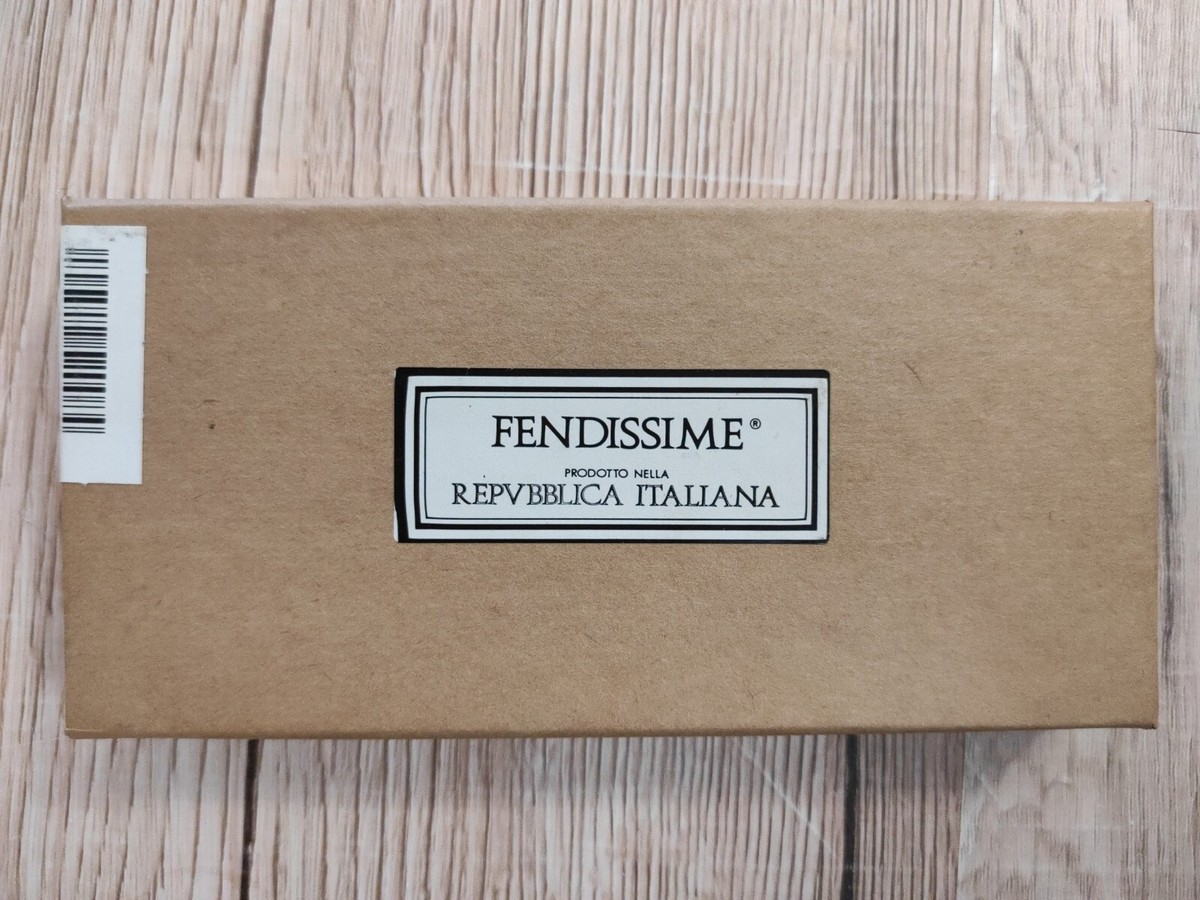 FENDISSIME®
PRODOTTO NELLA
REPVBBLICA ITALIANA